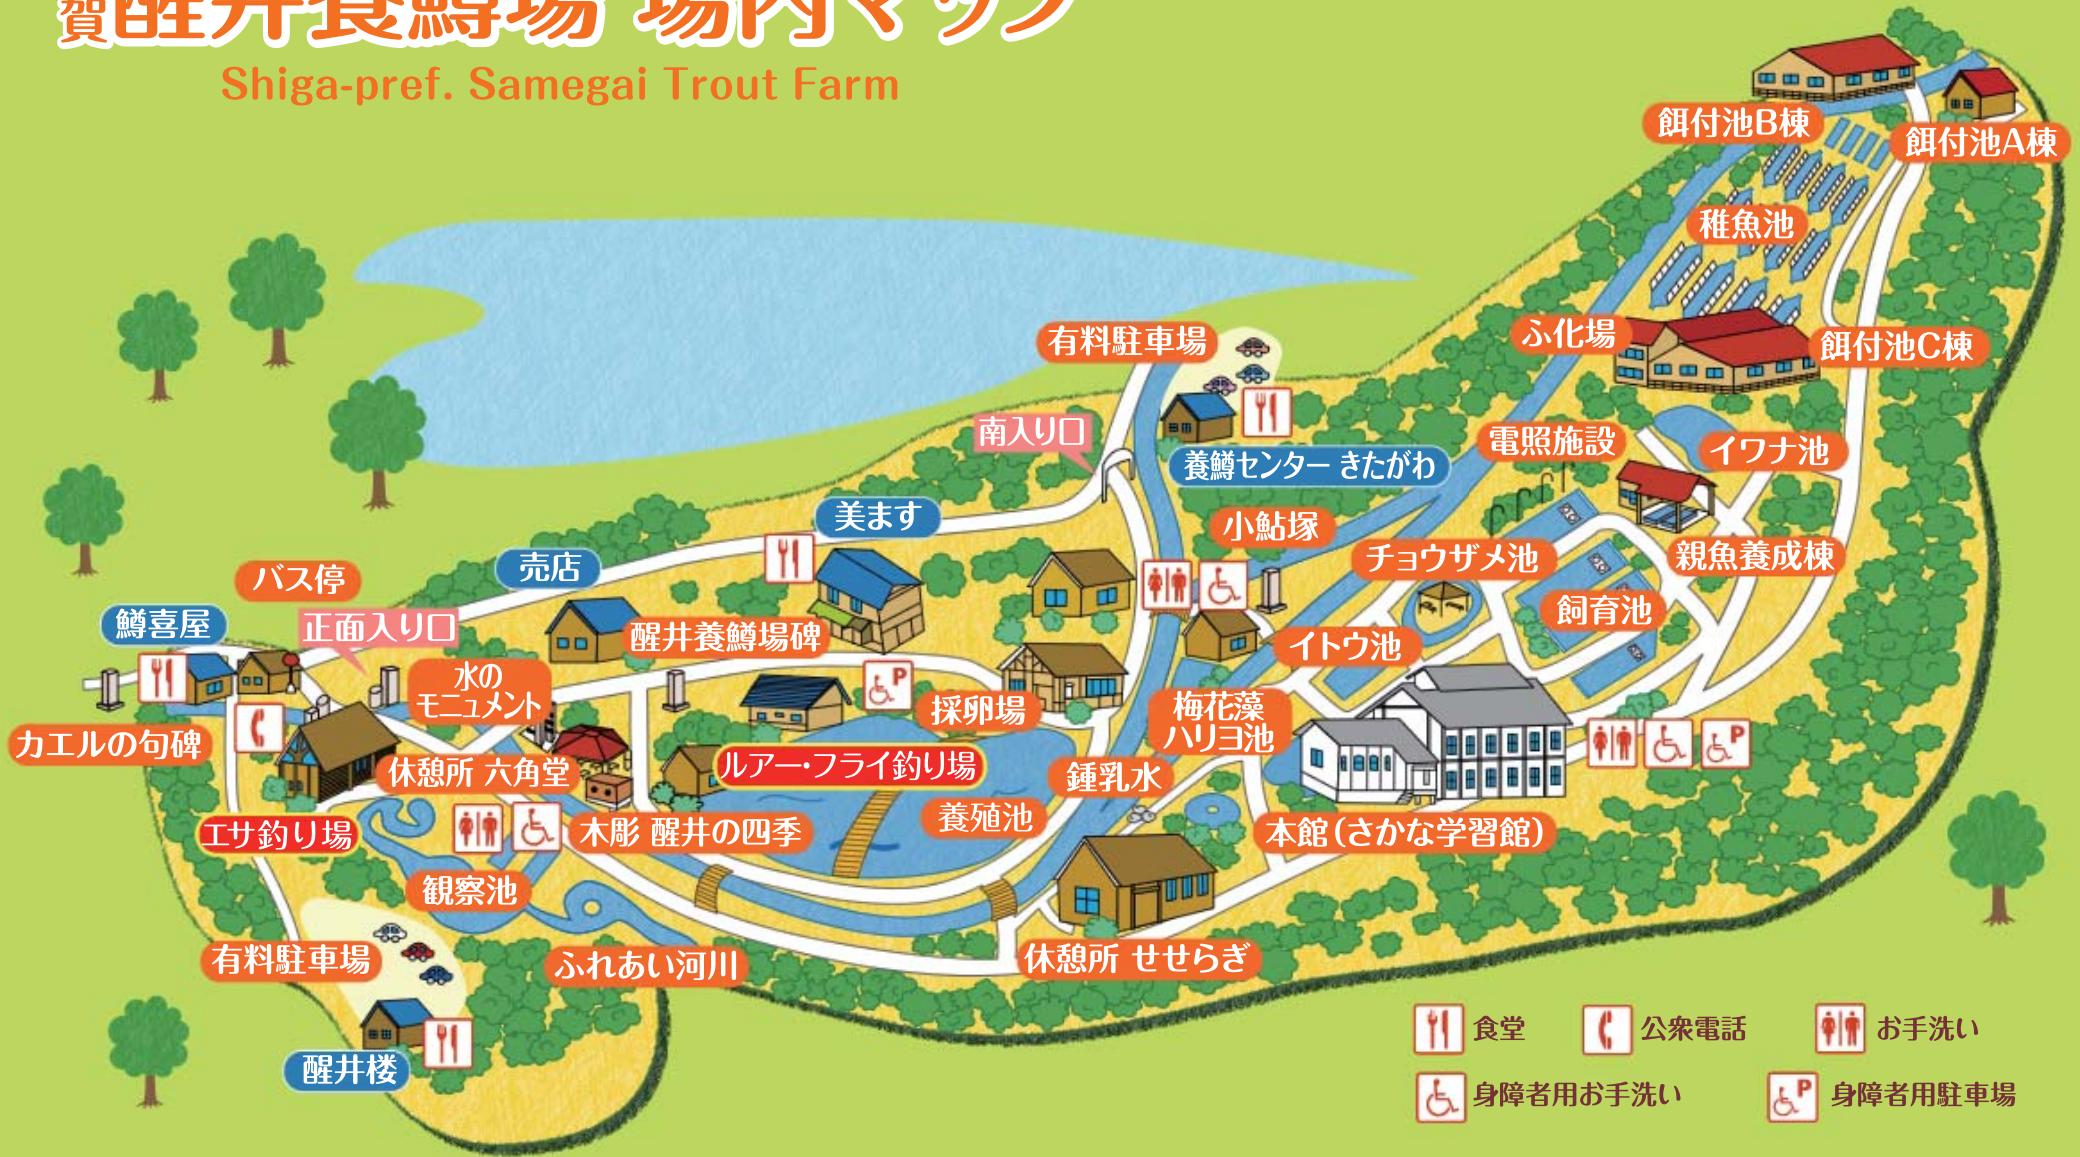 賀醒井養鱒場 場内マップ
Shiga-pref. Samegai Trout Farm
餌付池B棟
餌付池A棟
稚魚池
ふ化場
餌付池C棟
有料駐車場
南入り口
養鱒センター きたがわ
電照施設
イワナ池
美ます
小鮎塚
チョウザメ池
親魚養成棟
売店
バス停
飼育池
鱒喜屋
正面入り口
醒井養鱒場碑
イトウ池
水の
モニュメント
P
採卵場
梅花藻
ハリヨ池
カエルの句碑
休憩所 六角堂
ルアー・フライ釣り場
鍾乳水
P
エサ釣り場
木彫 醒井の四季
養殖池
本館(さかな学習館)
観察池
有料駐車場
ふれあい河川
休憩所 せせらぎ
醒井楼
食堂
公衆電話
お手洗い
身障者用お手洗い
P
身障者用駐車場